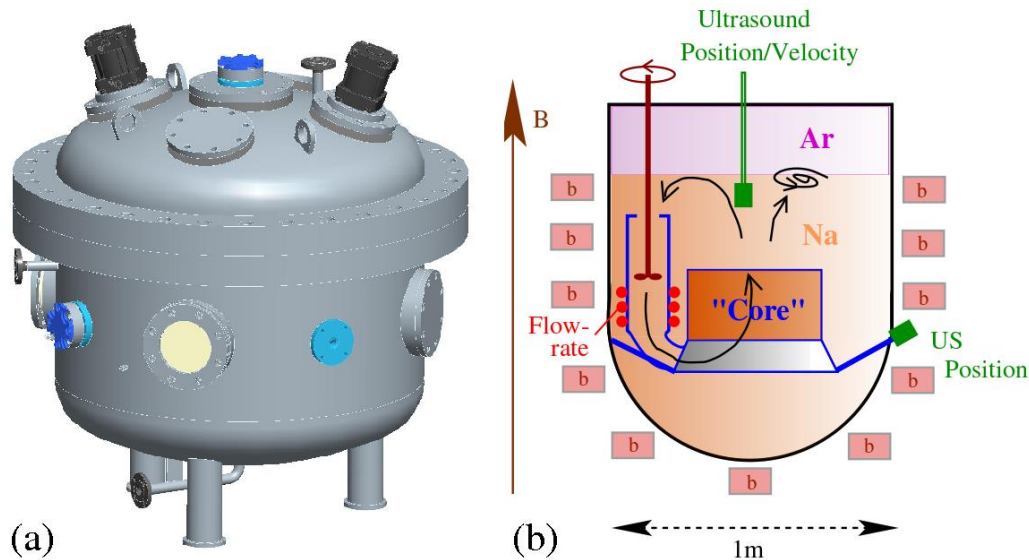 Ultrasound
Position/Velocity
B
Ar
b
b
Na
b
b
b
b
"Core"
Flow-
rate
US
Position
b
b
b
b
b
(a)
(b)
1m